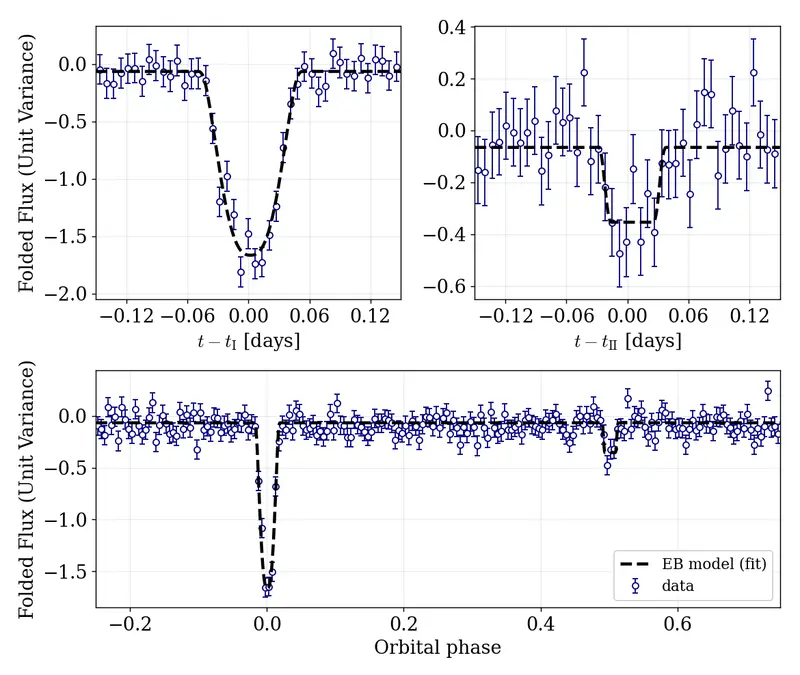 Folded Flux (Unit Variance)
0.0
−0.5
−1.0
−1.5
−2.0
−0.12 −0.06 0.00 0.06 0.12
t − t_I [days]
0.4
0.2
0.0
−0.2
−0.4
−0.6
−0.12 −0.06 0.00 0.06 0.12
t − t_II [days]
Folded Flux (Unit Variance)
0.0
−0.5
−1.0
−1.5
−0.2 0.0 0.2 0.4 0.6
Orbital phase
EB model (fit)
data